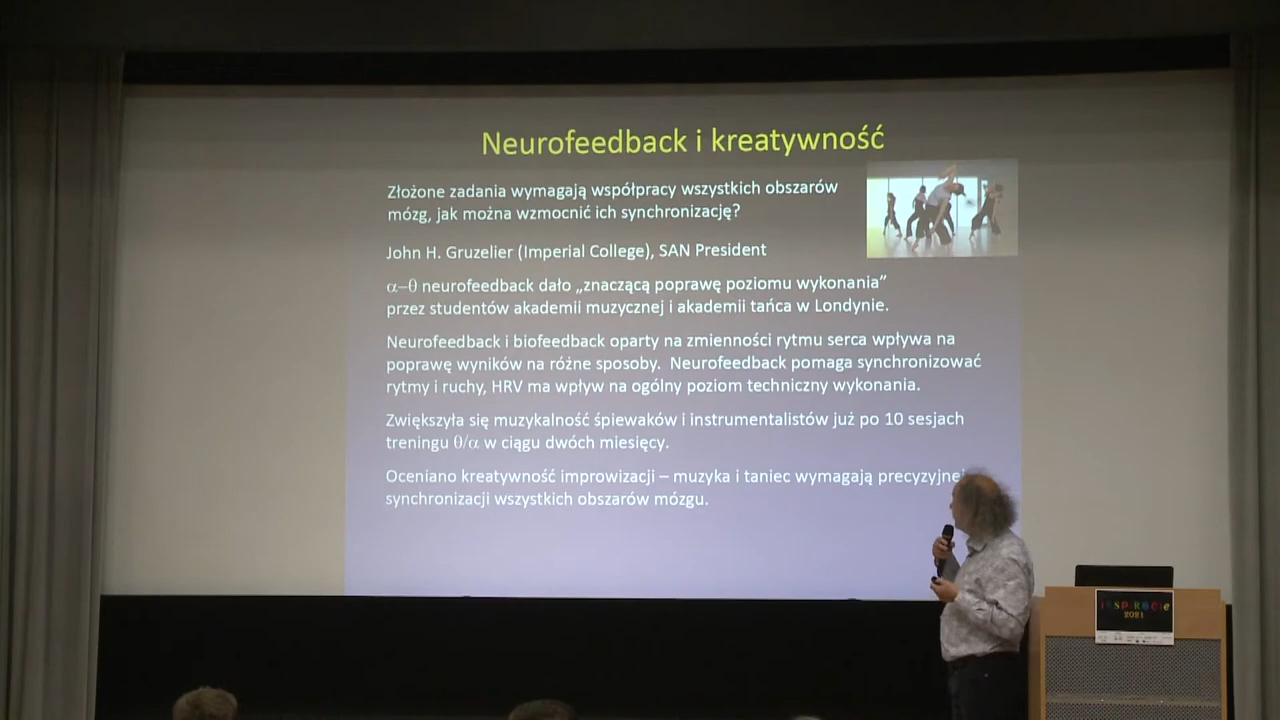 Neurofeedback i kreatywność
Złożone zadania wymagają współpracy wszystkich obszarów
mózg, jak można wzmocnić ich synchronizację?
John H. Gruzelier (Imperial College), SAN President
α–θ neurofeedback dało „znaczącą poprawę poziomu wykonania”
przez studentów akademii muzycznej i akademii tańca w Londynie.
Neurofeedback i biofeedback oparty na zmienności rytmu serca wpływa na
poprawę wyników na różne sposoby. Neurofeedback pomaga synchronizować
rytmy i ruchy, HRV ma wpływ na ogólny poziom techniczny wykonania.
Zwiększyła się muzykalność śpiewaków i instrumentalistów już po 10 sesjach
treningu θ/α w ciągu dwóch miesięcy.
Oceniano kreatywność improwizacji – muzyka i taniec wymagają precyzyjnej
synchronizacji wszystkich obszarów mózgu.
2021